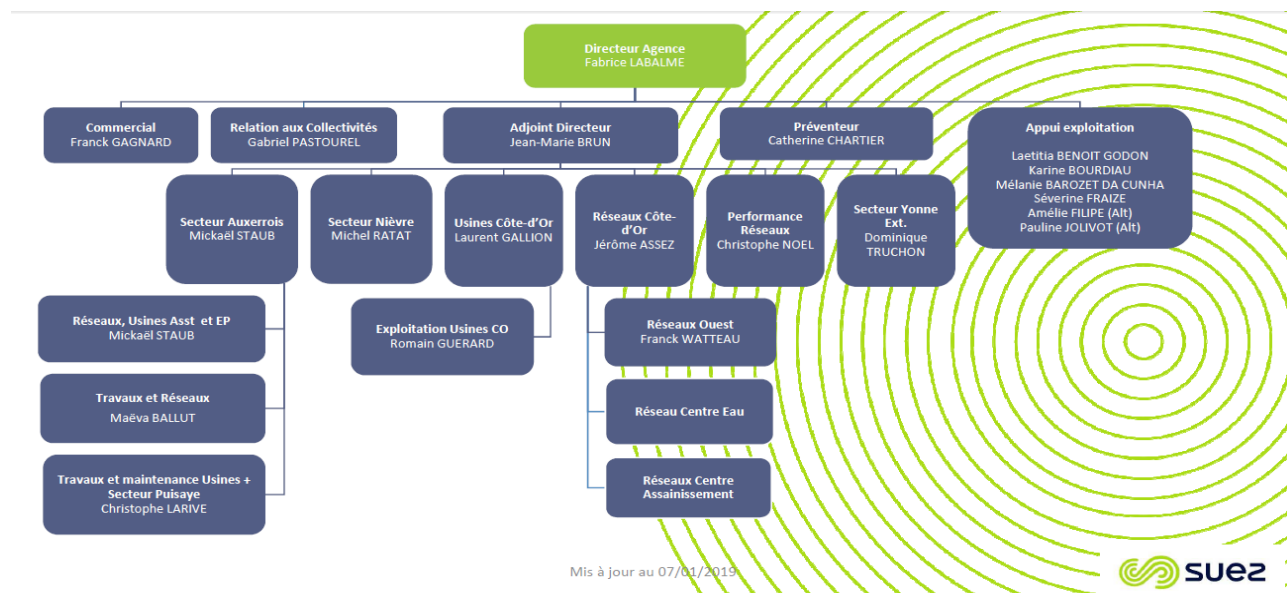 Directeur Agence
Fabrice LABALME
Commercial
Franck GAGNARD
Relation aux Collectivités
Gabriel PASTOUREL
Adjoint Directeur
Jean-Marie BRUN
Préventeur
Catherine CHARTIER
Appui exploitation
Laetitia BENOIT GODON
Karine BOURDIAU
Mélanie BAROZET DA CUNHA
Séverine FRAIZE
Amélie FILIPE (Alt)
Pauline JOLIVOT (Alt)
Secteur Auxerrois
Mickaël STAUB
Secteur Nièvre
Michel RATAT
Usines Côte-d'Or
Laurent GALLION
Réseaux Côte-
d'Or
Jérôme ASSEZ
Performance
Réseaux
Christophe NOEL
Secteur Yonne
Ext.
Dominique
TRUCHON
Réseaux, Usines Asst et EP
Mickaël STAUB
Exploitation Usines CO
Romain GUERARD
Réseaux Ouest
Franck WATTEAU
Travaux et Réseaux
Maëva BALLUT
Réseau Centre Eau
Travaux et maintenance Usines +
Secteur Puisaye
Christophe LARIVE
Réseaux Centre
Assainissement
Mis à jour au 07/01/2019
suez